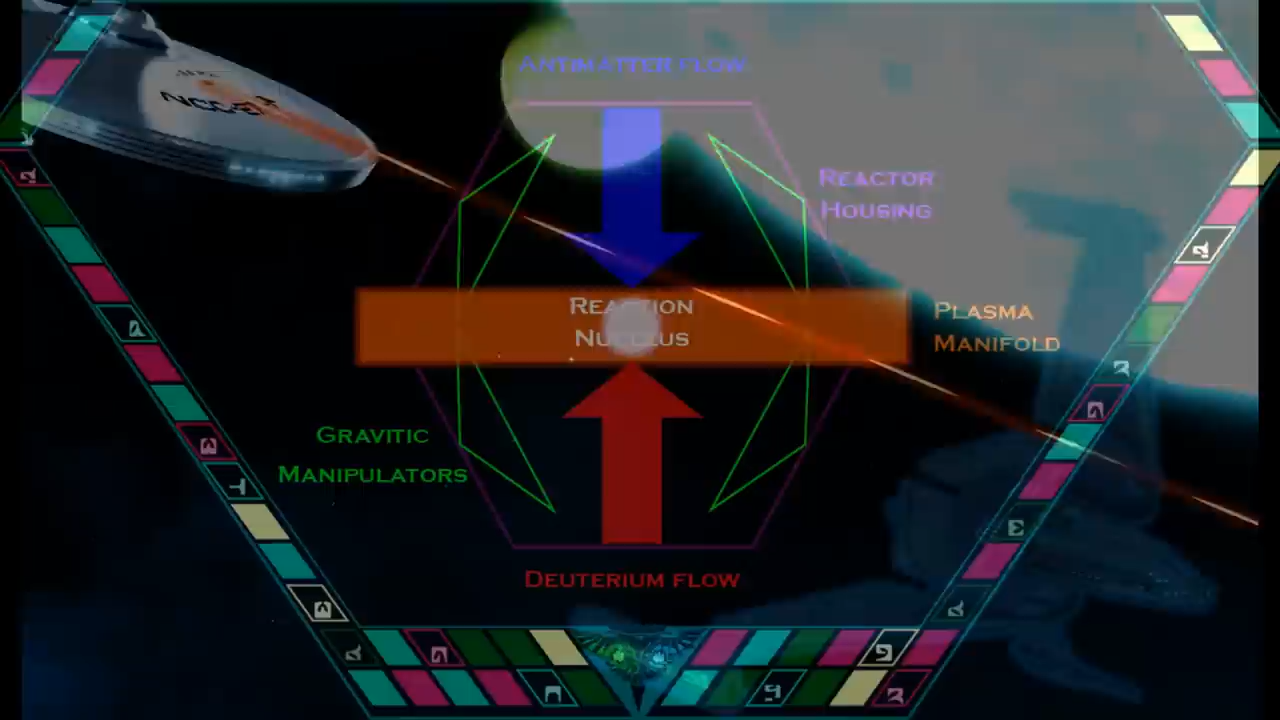 ANTIMATTER FLOW
REACTOR
HOUSING
REACTION
NUCLEUS
PLASMA
MANIFOLD
GRAVITIC
MANIPULATORS
DEUTERIUM FLOW